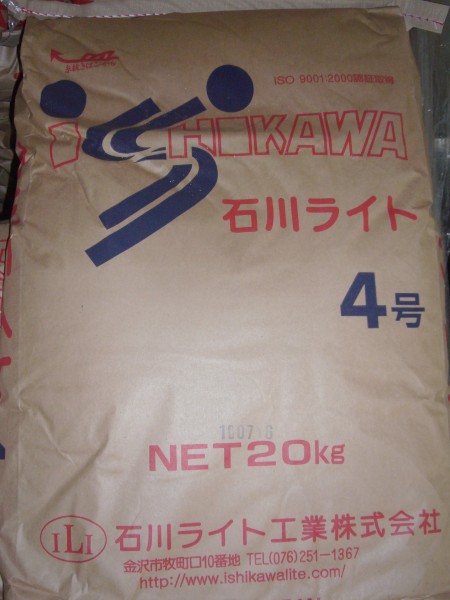 ISO 9001:2000認証取得
ISHIKAWA
石川ライト
4号
NET20kg
ILI
石川ライト工業株式会社
金沢市牧町口10番地 TEL(076)251-1367
http://www.ishikawalite.com/